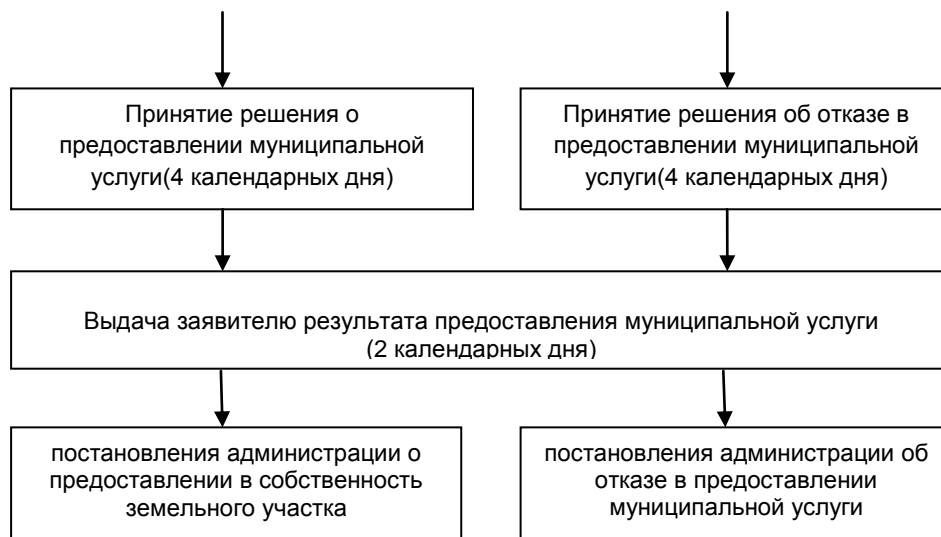 Принятие решения о
предоставлении муниципальной
услуги(4 календарных дня)
Принятие решения об отказе в
предоставлении муниципальной
услуги(4 календарных дня)
Выдача заявителю результата предоставления муниципальной услуги
(2 календарных дня)
постановления администрации о
предоставлении в собственность
земельного участка
постановления администрации об
отказе в предоставлении
муниципальной услуги